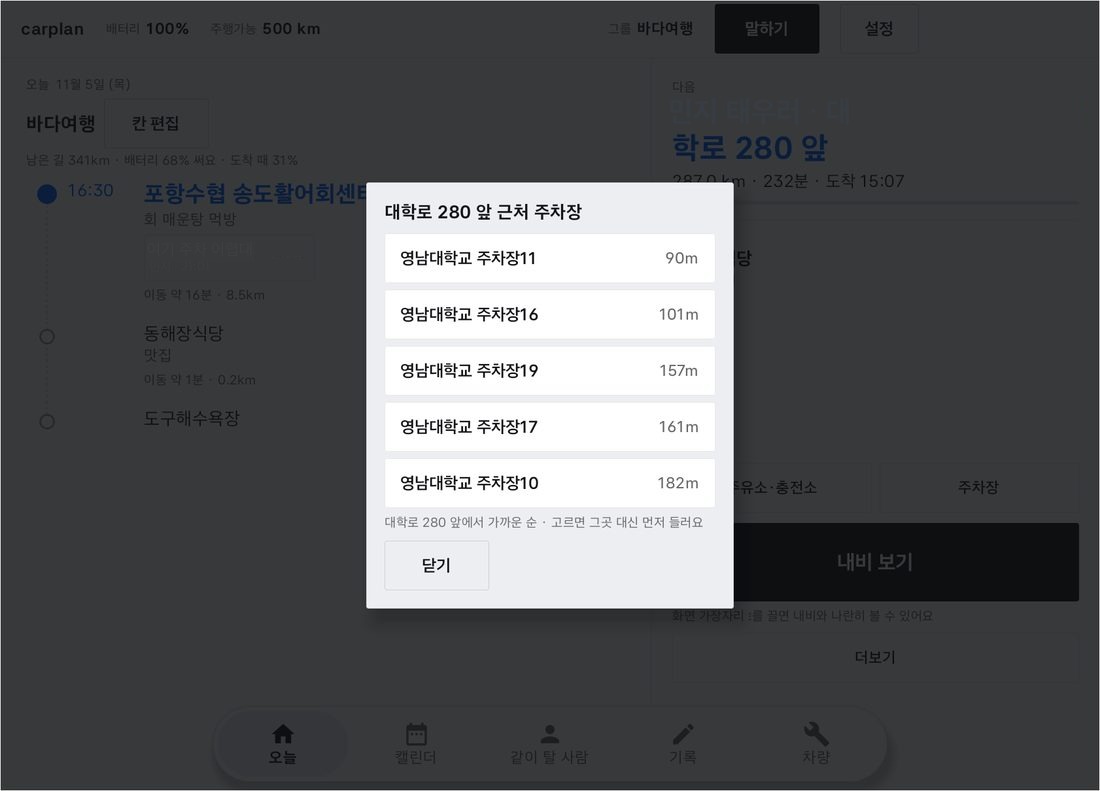 carplan 배터리 100% 주행가능 500 km 그룹 바다여행 말하기 설정
오늘 11월 5일 (목)
바다여행 칸 편집
남은 길 341km · 배터리 68% 써요 · 도착 때 31%
16:30 포항수협 송도활어회센터
회 매운탕 먹방
이동 약 16분 · 8.5km
동해장식당
맛집
이동 약 1분 · 0.2km
도구해수욕장
다음
민지 태우러 · 대
학로 280 앞
287.0 km · 232분 · 도착 15:07
대학로 280 앞 근처 주차장
영남대학교 주차장11 90m
영남대학교 주차장16 101m
영남대학교 주차장19 157m
영남대학교 주차장17 161m
영남대학교 주차장10 182m
대학로 280 앞에서 가까운 순 · 고르면 그곳 대신 먼저 들러요
닫기
당
주유소·충전소 주차장
내비 보기
화면 가장자리 :를 끌면 내비와 나란히 볼 수 있어요
더보기
오늘 캘린더 같이 탈 사람 기록 차량